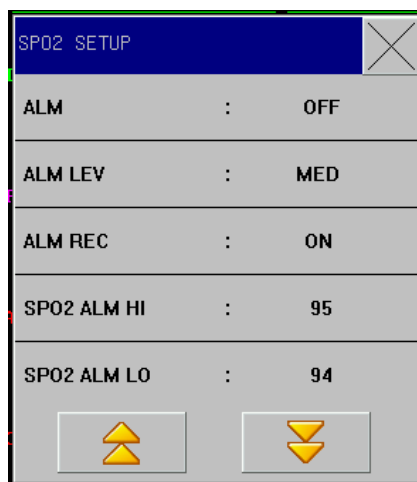 SPO2 SETUP
ALM : OFF
ALM LEV : MED
ALM REC : ON
SPO2 ALM HI : 95
SPO2 ALM LO : 94